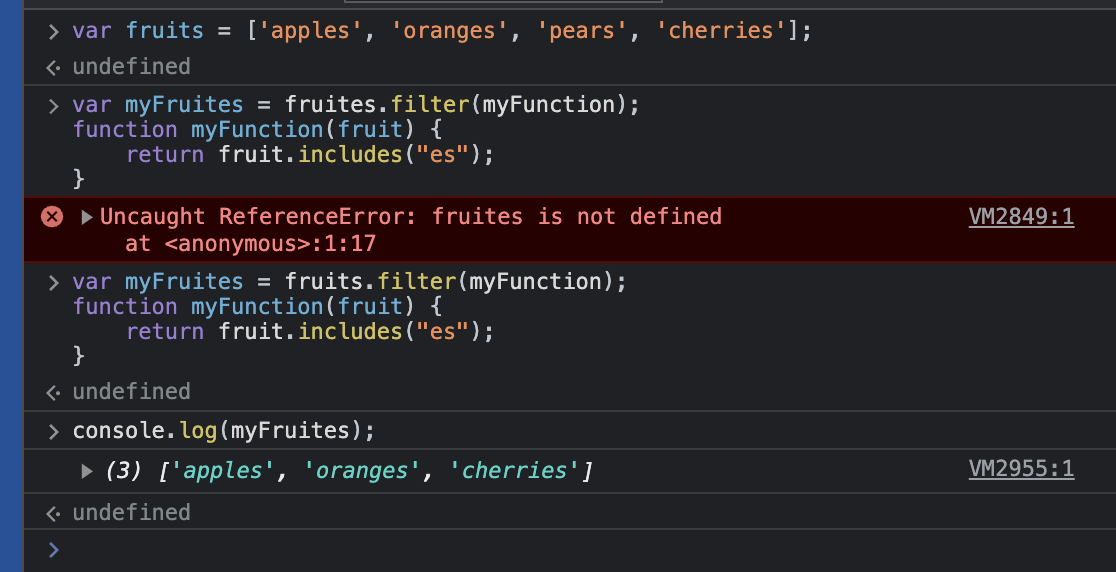 > var fruits = ['apples', 'oranges', 'pears', 'cherries'];
undefined
> var myFruites = fruites.filter(myFunction);
function myFunction(fruit) {
    return fruit.includes("es");
}
Uncaught ReferenceError: fruites is not defined VM2849:1
    at <anonymous>:1:17
> var myFruites = fruits.filter(myFunction);
function myFunction(fruit) {
    return fruit.includes("es");
}
undefined
> console.log(myFruites);
(3) ['apples', 'oranges', 'cherries'] VM2955:1
undefined
>